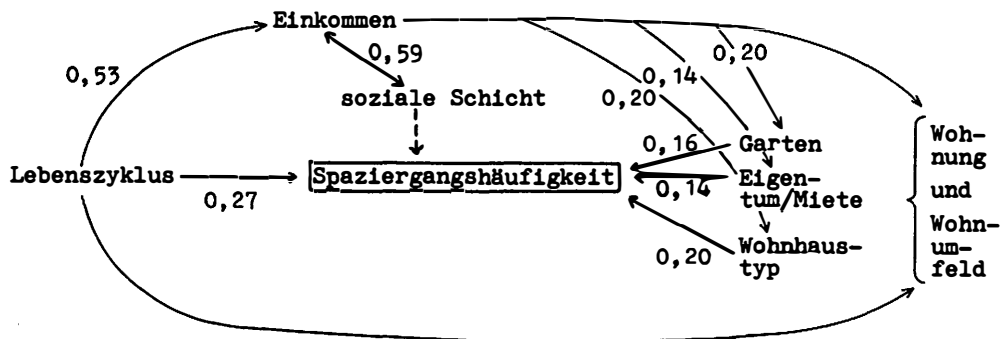 Einkommen
0,59
0,20
0,53
0,14
soziale Schicht
0,20
Woh-
nung
und
Wohn-
um-
feld
0,16
Garten
Lebenszyklus
0,27
Spaziergangshäufigkeit
0,14
Eigen-
tum/Miete
0,20
Wohnhaus-
typ